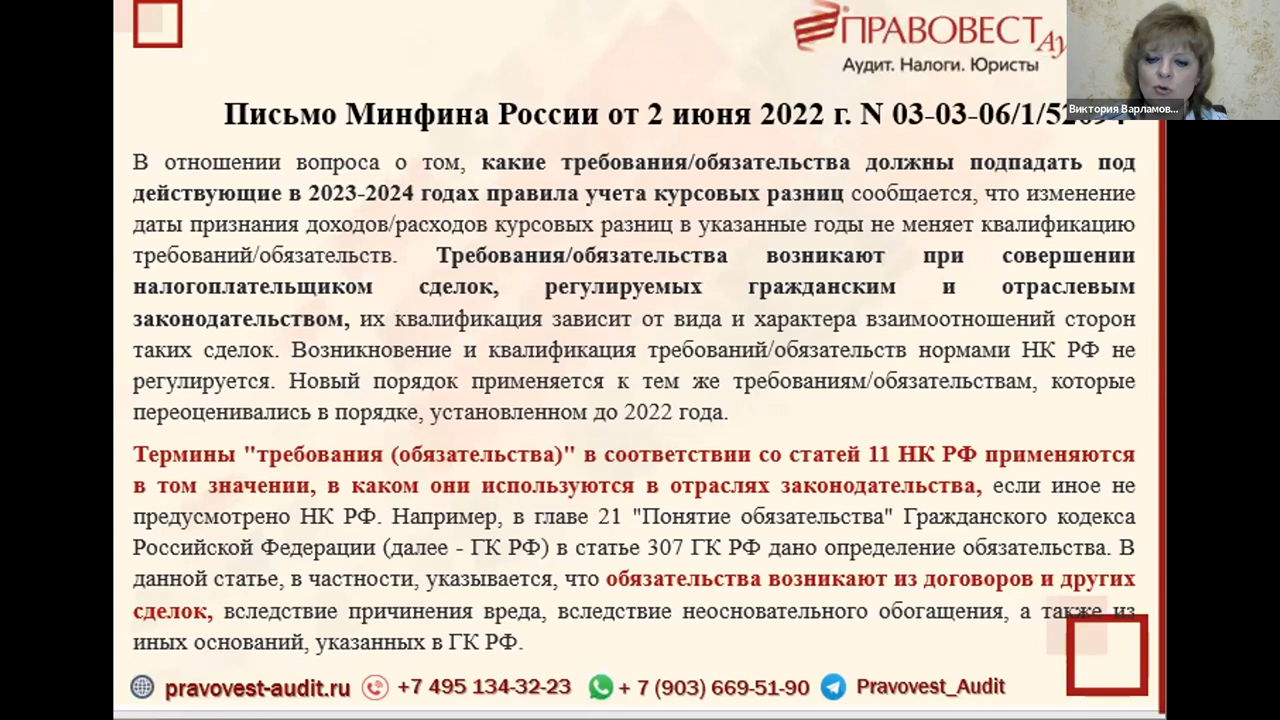 ПРАВОВЕСТ
Аудит. Налоги. Юристы
Виктория Варламов...
Письмо Минфина России от 2 июня 2022 г. N 03-03-06/1/
В отношении вопроса о том, какие требования/обязательства должны подпадать под
действующие в 2023-2024 годах правила учета курсовых разниц сообщается, что изменение
даты признания доходов/расходов курсовых разниц в указанные годы не меняет квалификацию
требований/обязательств. Требования/обязательства возникают при совершении
налогоплательщиком сделок, регулируемых гражданским и отраслевым
законодательством, их квалификация зависит от вида и характера взаимоотношений сторон
таких сделок. Возникновение и квалификация требований/обязательств нормами НК РФ не
регулируется. Новый порядок применяется к тем же требованиям/обязательствам, которые
переоценивались в порядке, установленном до 2022 года.
Термины "требования (обязательства)" в соответствии со статей 11 НК РФ применяются
в том значении, в каком они используются в отраслях законодательства, если иное не
предусмотрено НК РФ. Например, в главе 21 "Понятие обязательства" Гражданского кодекса
Российской Федерации (далее - ГК РФ) в статье 307 ГК РФ дано определение обязательства. В
данной статье, в частности, указывается, что обязательства возникают из договоров и других
сделок, вследствие причинения вреда, вследствие неосновательного обогащения, а также из
иных оснований, указанных в ГК РФ.
pravovest-audit.ru +7 495 134-32-23 + 7 (903) 669-51-90 Pravovest_Audit